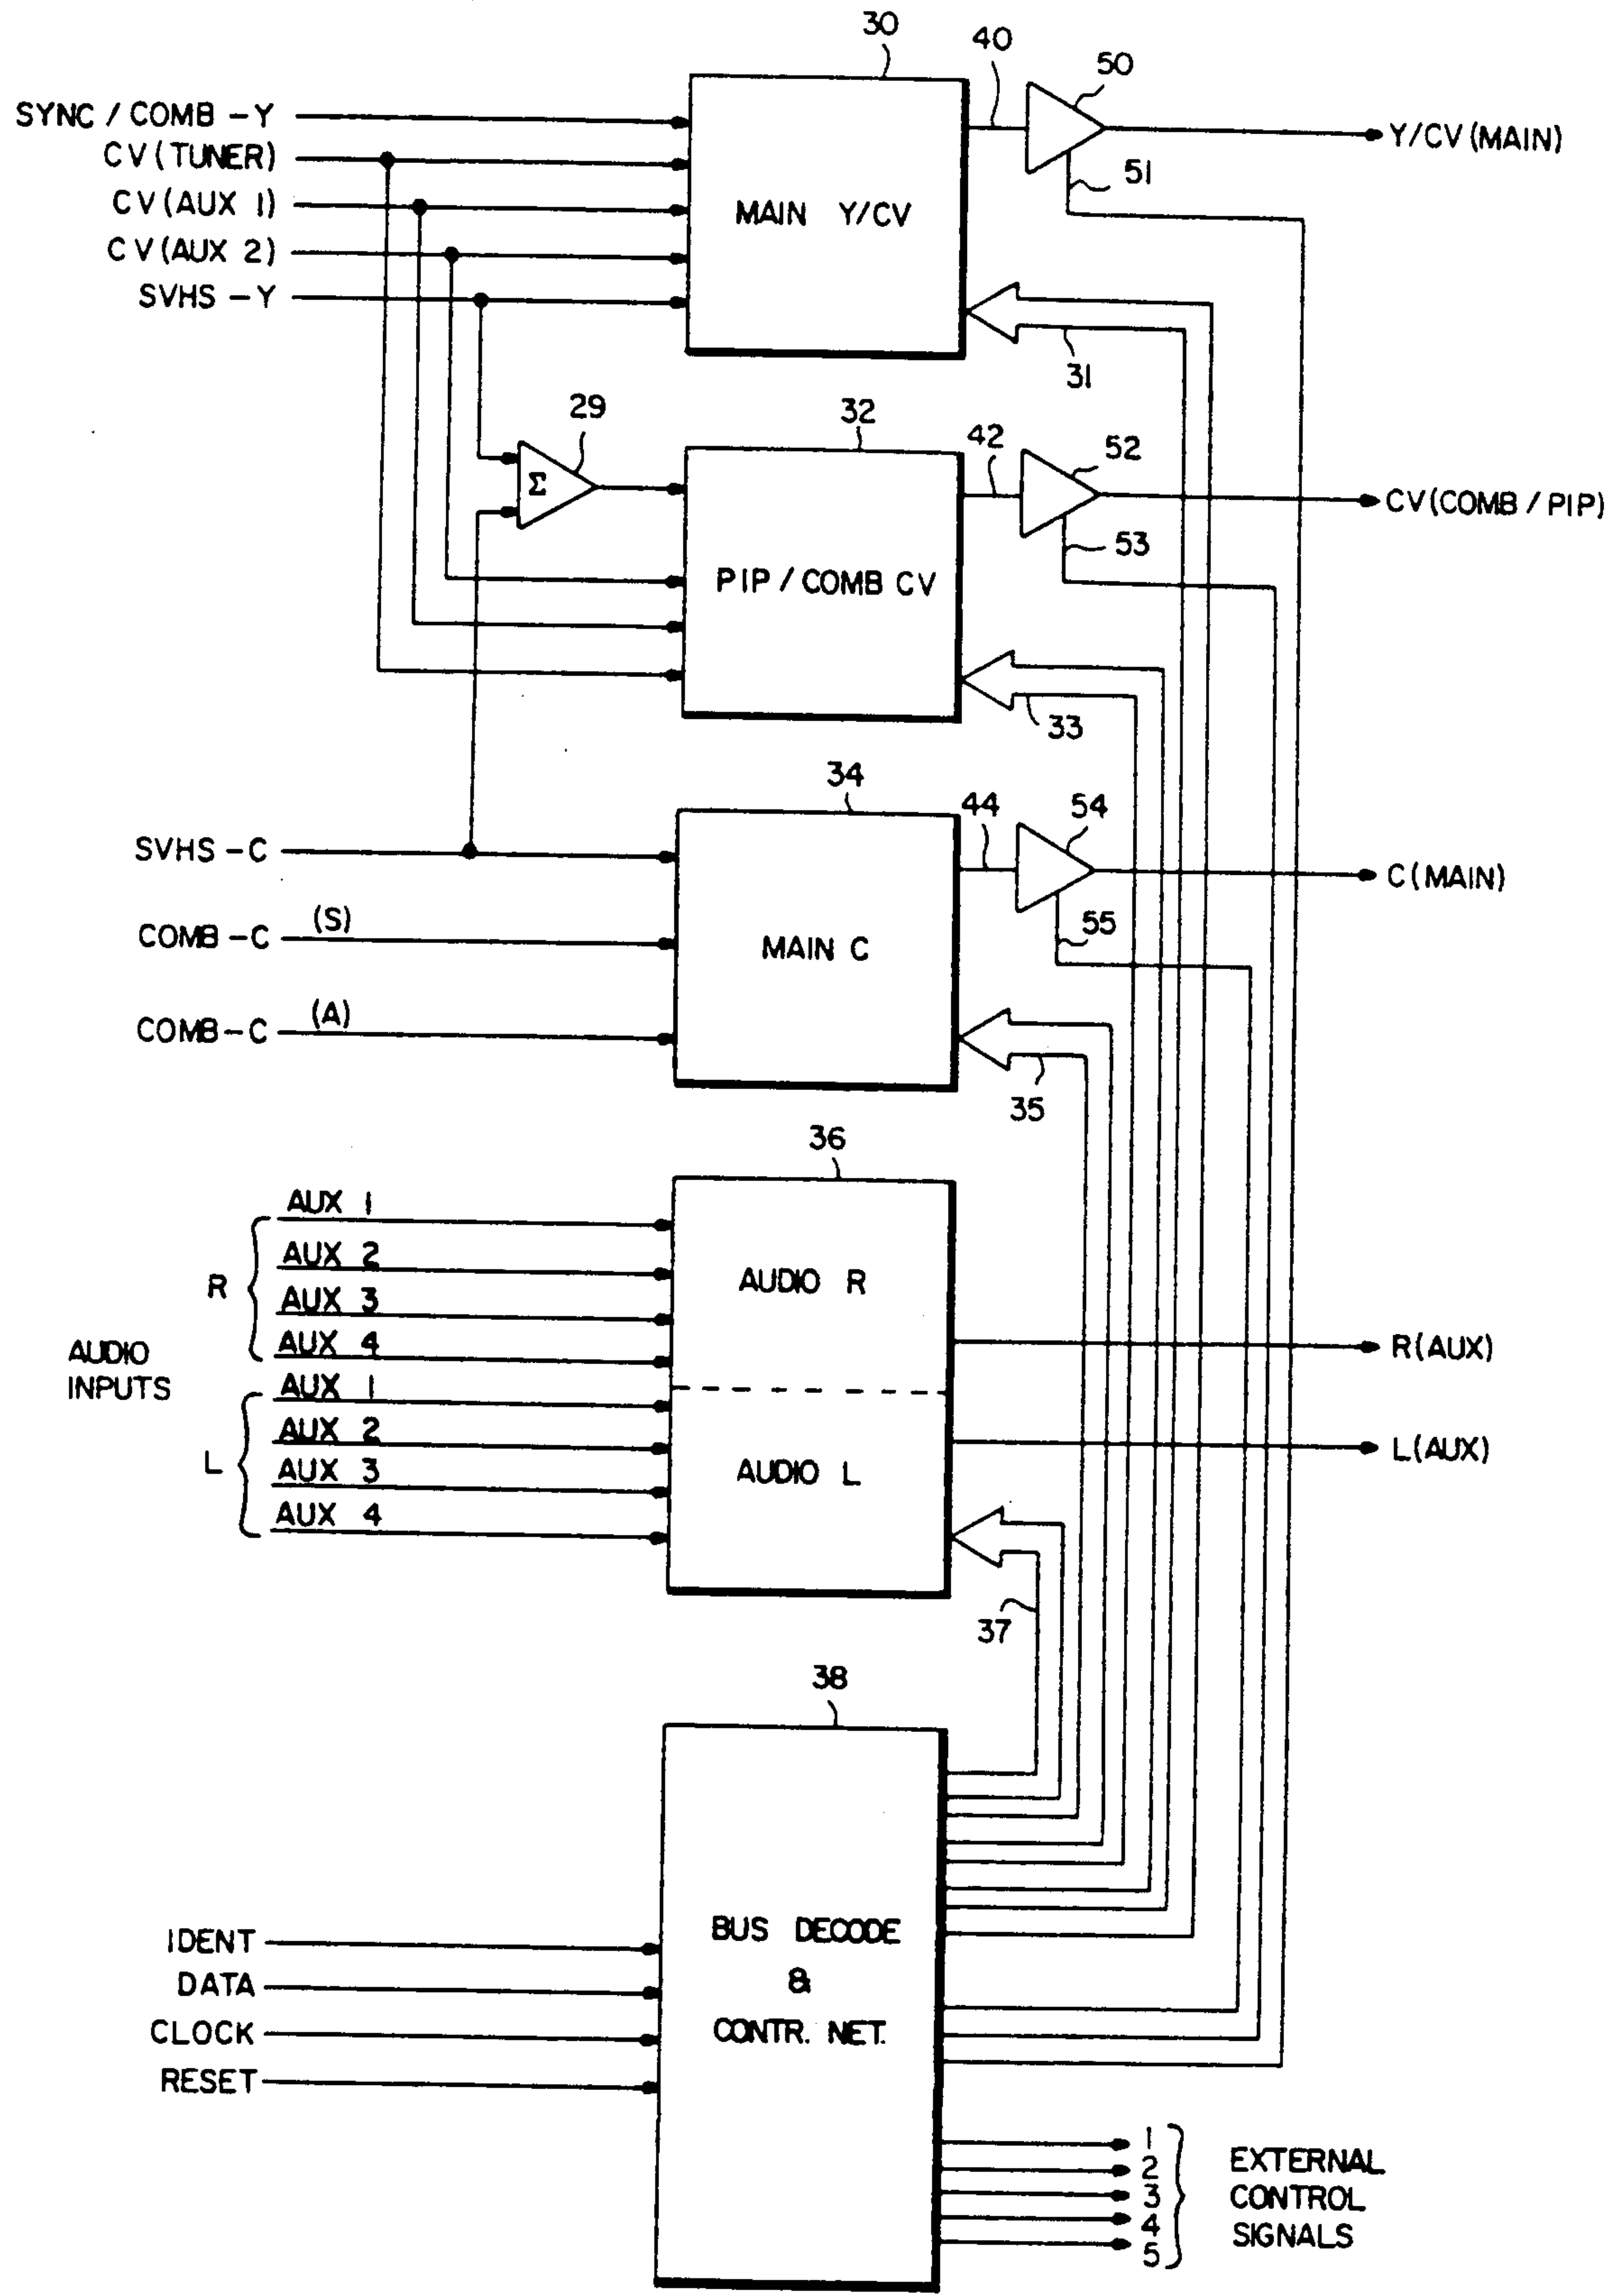 30
40
50
SYNC / COMB - Y
CV (TUNER)
CV (AUX 1)
CV (AUX 2)
SVHS - Y
MAIN Y/CV
Y/CV (MAIN)
51
31
29
32
42
52
Σ
PIP / COMB CV
CV (COMB / PIP)
53
33
34
44
54
SVHS - C
COMB - C (S)
COMB - C (A)
MAIN C
C (MAIN)
55
35
36
AUDIO INPUTS
R
AUX 1
AUX 2
AUX 3
AUX 4
L
AUX 1
AUX 2
AUX 3
AUX 4
AUDIO R
AUDIO L
R (AUX)
L (AUX)
37
38
IDENT
DATA
CLOCK
RESET
BUS DECODE
&
CONTR. NET.
1
2
3
4
5
EXTERNAL
CONTROL
SIGNALS